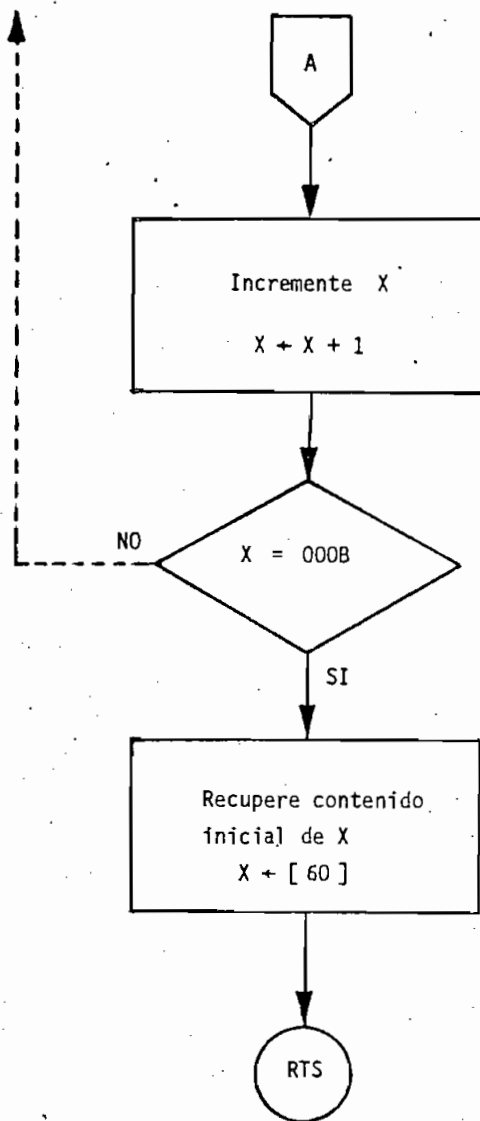 A
Incremente X
X ← X + 1
NO
X = 000B
SI
Recupere contenido
inicial de X
X ← [ 60 ]
RTS